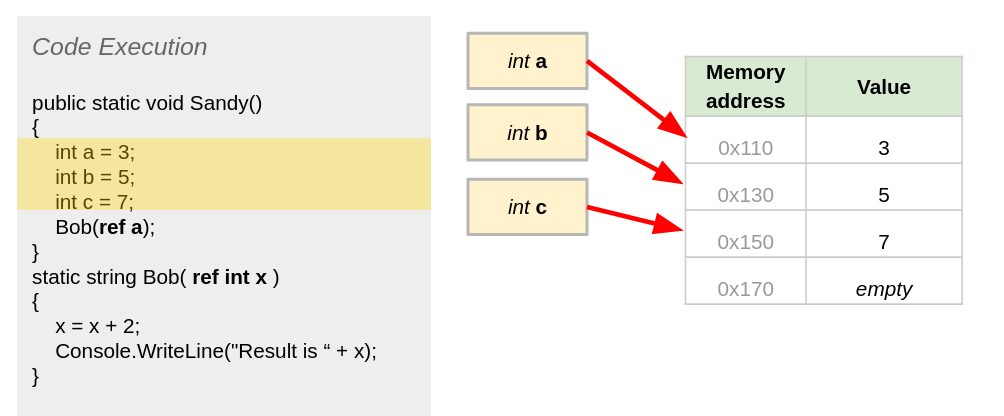 Code Execution
public static void Sandy()
{
int a = 3;
int b = 5;
int c = 7;
Bob(ref a);
}
static string Bob( ref int x )
{
x = x + 2;
Console.WriteLine("Result is “ + x);
}
int a
int b
int c
Memory address Value
0x110 3
0x130 5
0x150 7
0x170 empty